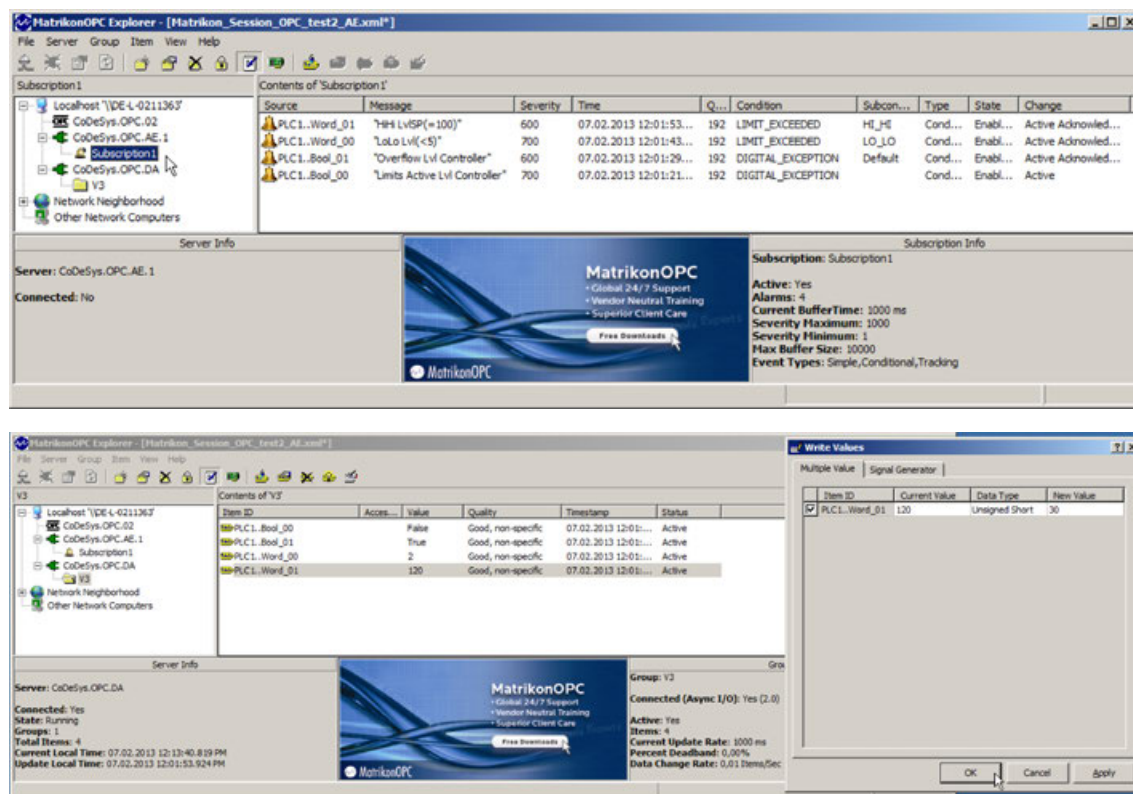 MatrikonOPC Explorer - [Matrikon_Session_OPC_test2_AE.xml*]
File Server Group Item View Help
Subscription1 Contents of 'Subscription1'
Localhost '\\DE-L-0211363'
CoDeSys.OPC.02
CoDeSys.OPC.AE.1
Subscription1
CoDeSys.OPC.DA
V3
Network Neighborhood
Other Network Computers
Source Message Severity Time Q... Condition Subcon... Type State Change
PLC1..Word_01 "HiHi LvlSP(=100)" 600 07.02.2013 12:01:53... 192 LIMIT_EXCEEDED HI_HI Cond... Enabl... Active Acknowled...
PLC1..Word_00 "LoLo Lvl(<5)" 700 07.02.2013 12:01:43... 192 LIMIT_EXCEEDED LO_LO Cond... Enabl... Active Acknowled...
PLC1..Bool_01 "Overflow Lvl Controller" 600 07.02.2013 12:01:29... 192 DIGITAL_EXCEPTION Default Cond... Enabl... Active Acknowled...
PLC1..Bool_00 "Limits Active Lvl Controller" 700 07.02.2013 12:01:21... 192 DIGITAL_EXCEPTION Cond... Enabl... Active
Server Info
Server: CoDeSys.OPC.AE.1
Connected: No
MatrikonOPC
• Global 24/7 Support
• Vendor Neutral Training
• Superior Client Care
Free Downloads
MatrikonOPC
Subscription Info
Subscription: Subscription1
Active: Yes
Alarms: 4
Current BufferTime: 1000 ms
Severity Maximum: 1000
Severity Minimum: 1
Max Buffer Size: 10000
Event Types: Simple,Conditional,Tracking
MatrikonOPC Explorer - [Matrikon_Session_OPC_test2_AE.xml*]
File Server Group Item View Help
V3 Contents of 'V3'
Localhost '\\DE-L-0211363'
CoDeSys.OPC.02
CoDeSys.OPC.AE.1
Subscription1
CoDeSys.OPC.DA
V3
Network Neighborhood
Other Network Computers
Item ID Acces... Value Quality Timestamp Status
PLC1..Bool_00 False Good, non-specific 07.02.2013 12:01:... Active
PLC1..Bool_01 True Good, non-specific 07.02.2013 12:01:... Active
PLC1..Word_00 2 Good, non-specific 07.02.2013 12:01:... Active
PLC1..Word_01 120 Good, non-specific 07.02.2013 12:01:... Active
Server Info
Server: CoDeSys.OPC.DA
Connected: Yes
State: Running
Groups: 1
Total Items: 4
Current Local Time: 07.02.2013 12:13:40.819 PM
Update Local Time: 07.02.2013 12:01:53.924 PM
MatrikonOPC
• Global 24/7 Support
• Vendor Neutral Training
• Superior Client Care
Free Downloads
MatrikonOPC
Grou
Group: V3
Connected (Async I/O): Yes (2.0)
Active: Yes
Items: 4
Current Update Rate: 1000 ms
Percent Deadband: 0,00%
Data Change Rate: 0,01 Items/Sec
Write Values
Multiple Value Signal Generator
Item ID Current Value Data Type New Value
PLC1..Word_01 120 Unsigned Short 30
OK Cancel Apply